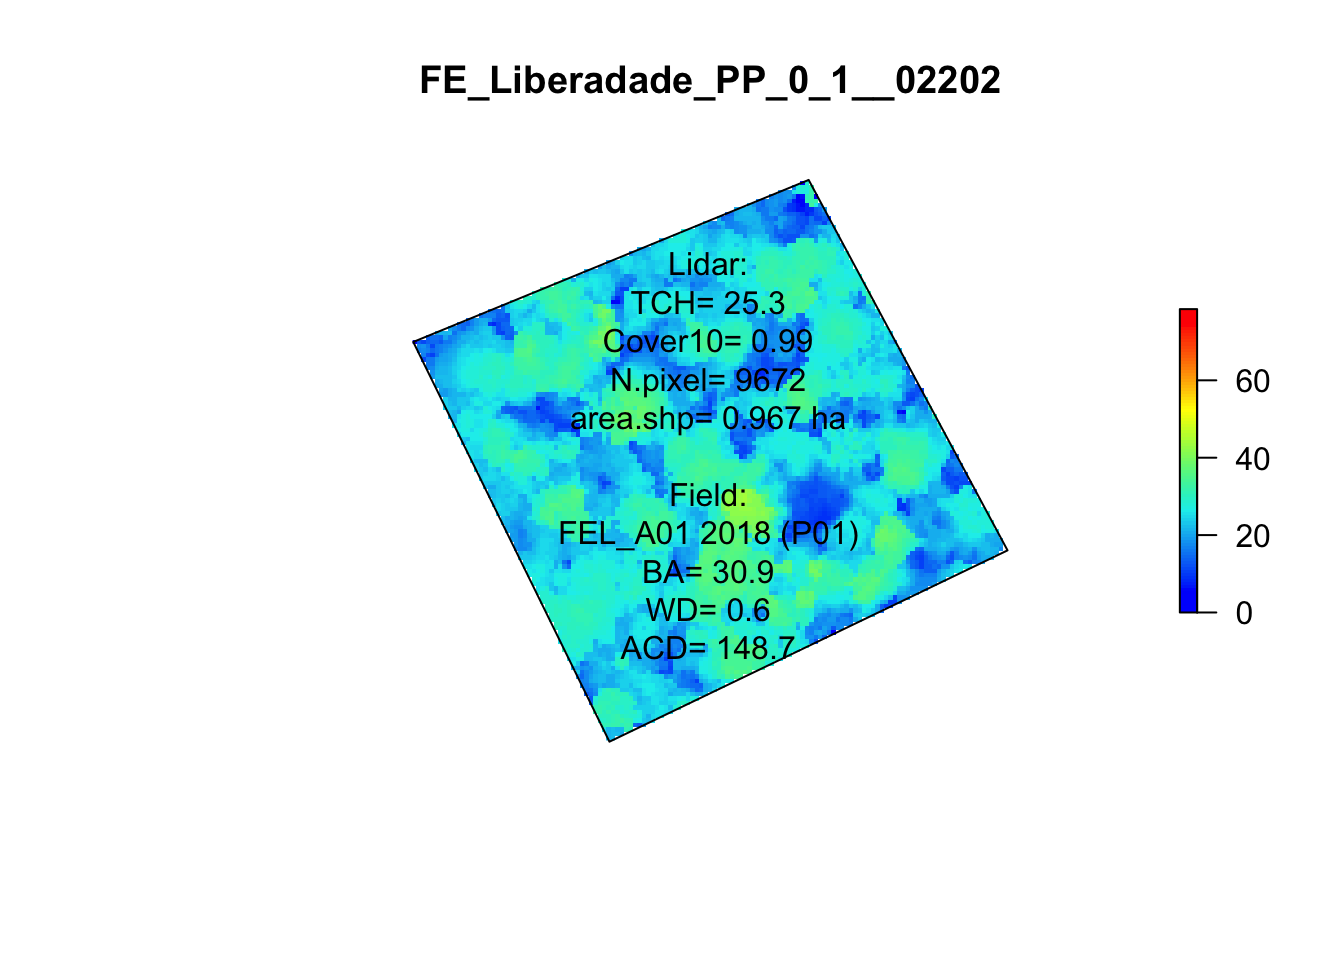 FE_Liberadade_PP_0_1__02202
Lidar:
TCH= 25.3
Cover10= 0.99
N.pixel= 9672
area.shp= 0.967 ha
Field:
FEL_A01 2018 (P01)
BA= 30.9
WD= 0.6
ACD= 148.7
60
40
20
0